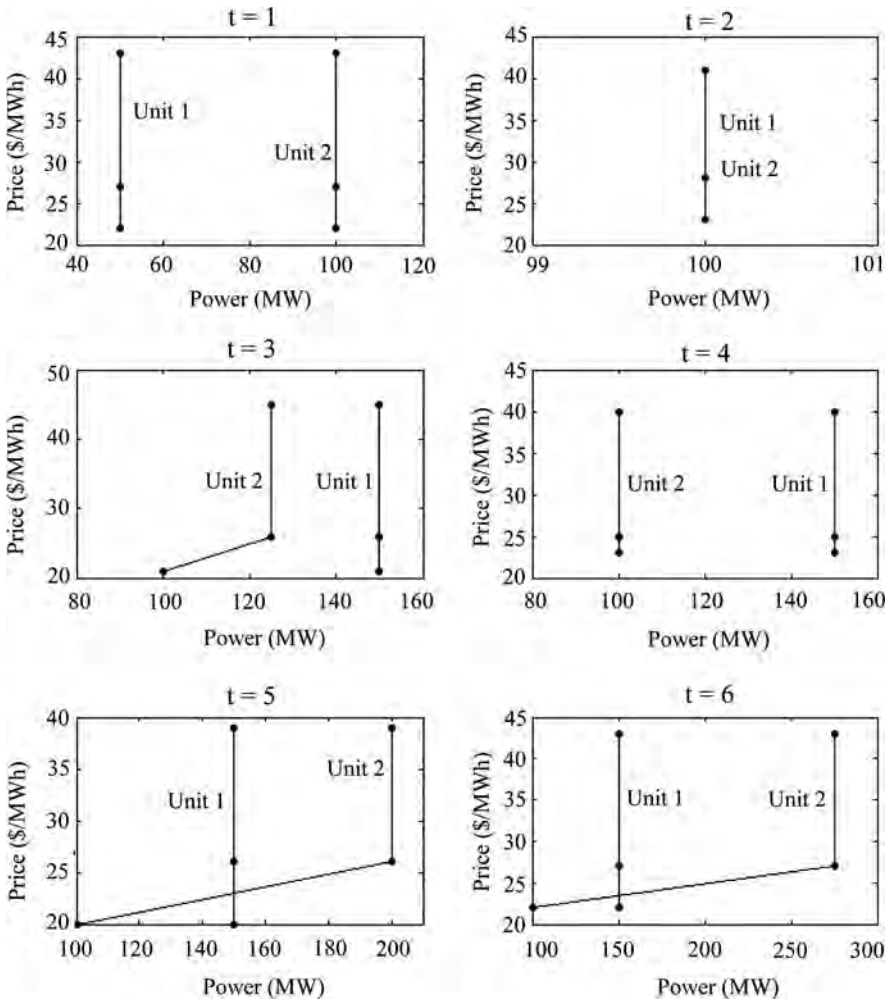 t = 1
Price ($/MWh)
45
40
35
30
25
20
Unit 1
Unit 2
40 60 80 100 120
Power (MW)
t = 2
Price ($/MWh)
45
40
35
30
25
20
Unit 1
Unit 2
99 100 101
Power (MW)
t = 3
Price ($/MWh)
50
40
30
20
Unit 2 Unit 1
80 100 120 140 160
Power (MW)
t = 4
Price ($/MWh)
45
40
35
30
25
20
Unit 2 Unit 1
80 100 120 140 160
Power (MW)
t = 5
Price ($/MWh)
40
35
30
25
20
Unit 2
Unit 1
100 120 140 160 180 200
Power (MW)
t = 6
Price ($/MWh)
45
40
35
30
25
20
Unit 1 Unit 2
100 150 200 250 300
Power (MW)